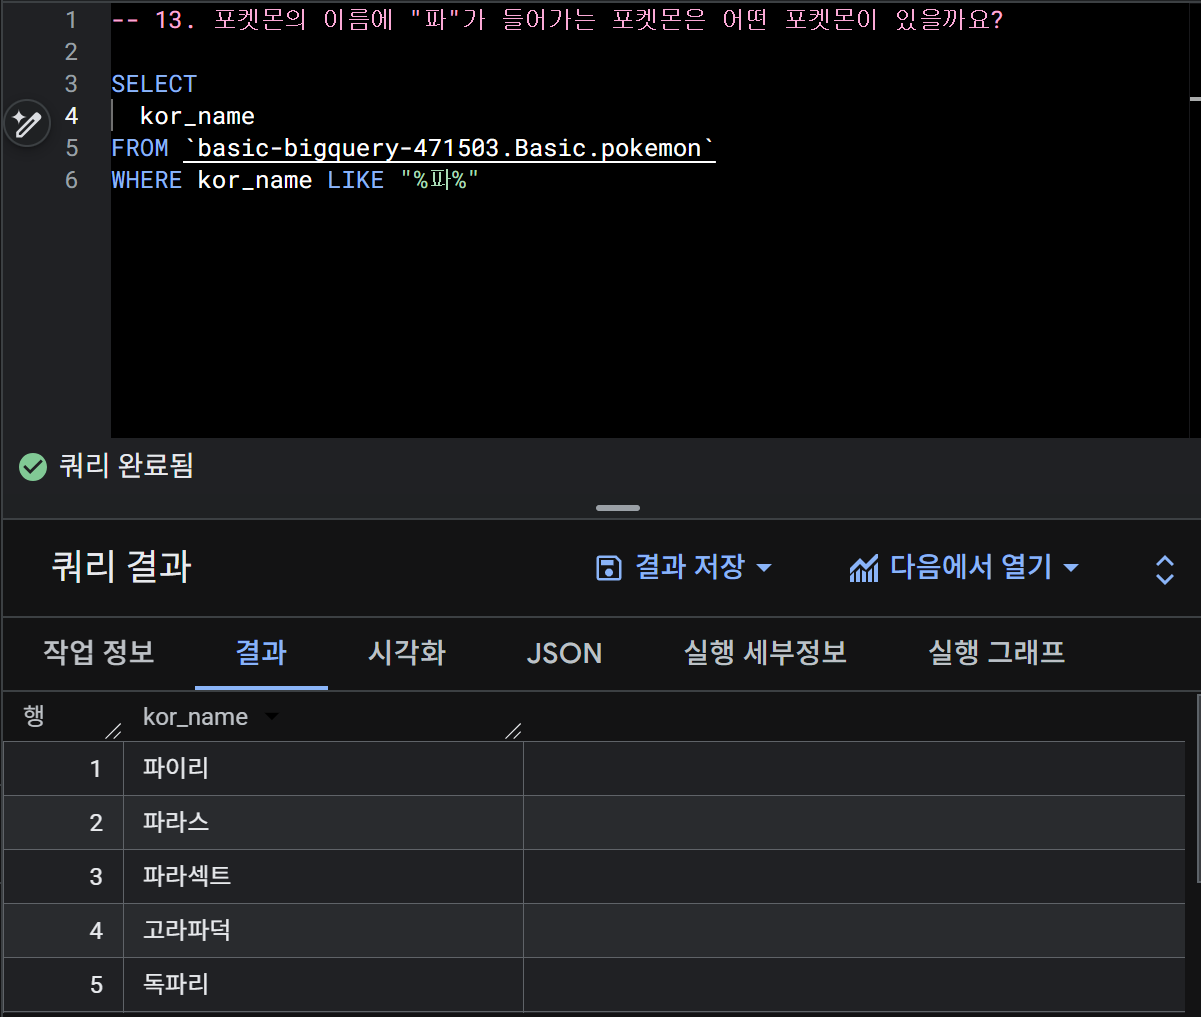 1 -- 13. 포켓몬의 이름에 "파"가 들어가는 포켓몬은 어떤 포켓몬이 있을까요?
2
3 SELECT
4 kor_name
5 FROM `basic-bigquery-471503.Basic.pokemon`
6 WHERE kor_name LIKE "%파%"
쿼리 완료됨
쿼리 결과 결과 저장 다음에서 열기
작업 정보 결과 시각화 JSON 실행 세부정보 실행 그래프
행 kor_name
1 파이리
2 파라스
3 파라섹트
4 고라파덕
5 독파리